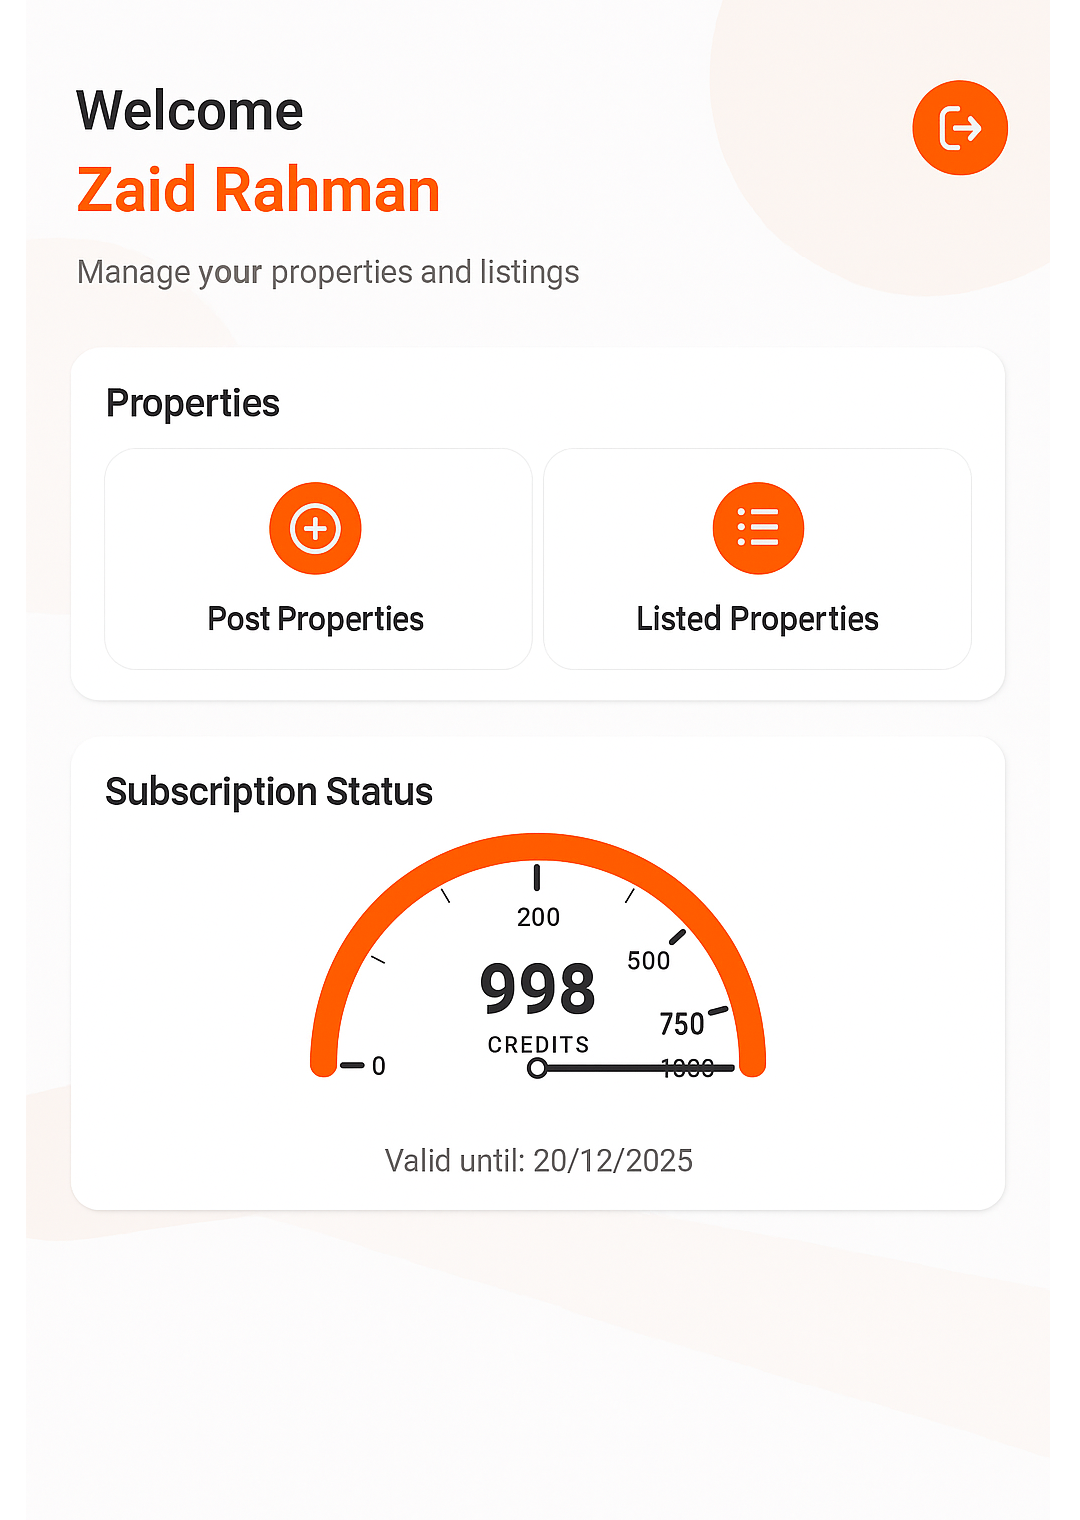 Welcome
Zaid Rahman
Manage your properties and listings
Properties
Post Properties
Listed Properties
Subscription Status
200
500
998
750
CREDITS
0
1000
Valid until: 20/12/2025